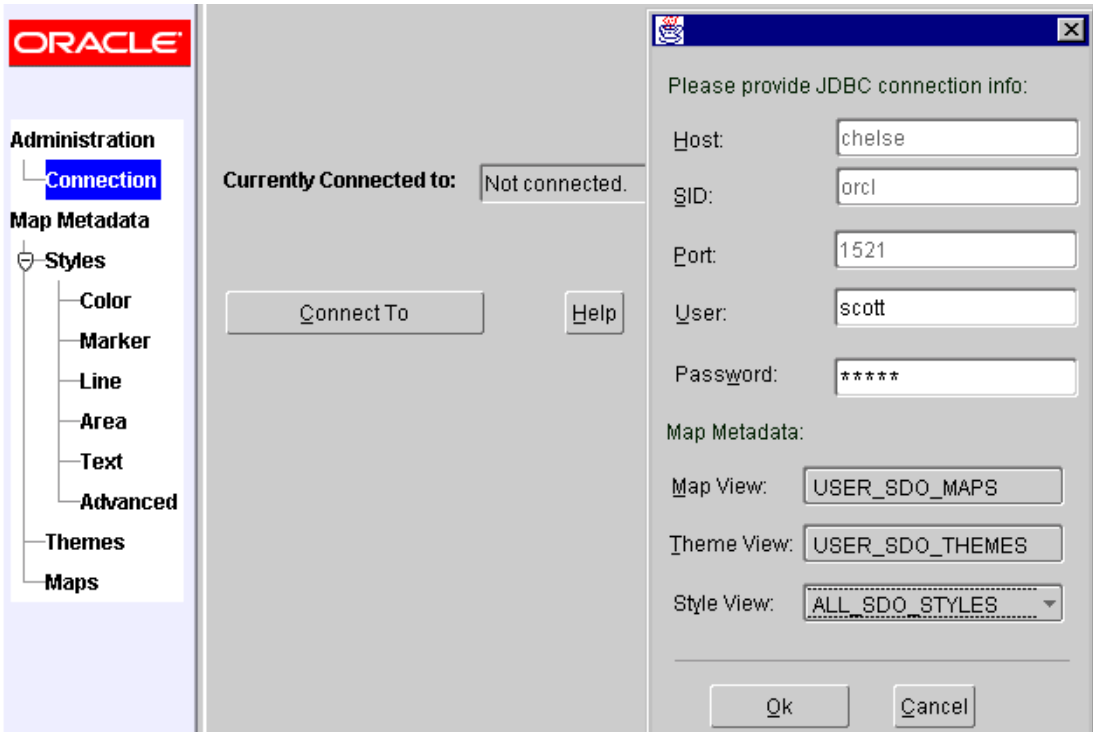 ORACLE
Administration
Connection
Map Metadata
Styles
Color
Marker
Line
Area
Text
Advanced
Themes
Maps
Currently Connected to: Not connected.
Connect To
Help
Please provide JDBC connection info:
Host: chelse
SID: orcl
Port: 1521
User: scott
Password: *****
Map Metadata:
Map View: USER_SDO_MAPS
Theme View: USER_SDO_THEMES
Style View: ALL_SDO_STYLES
Ok
Cancel